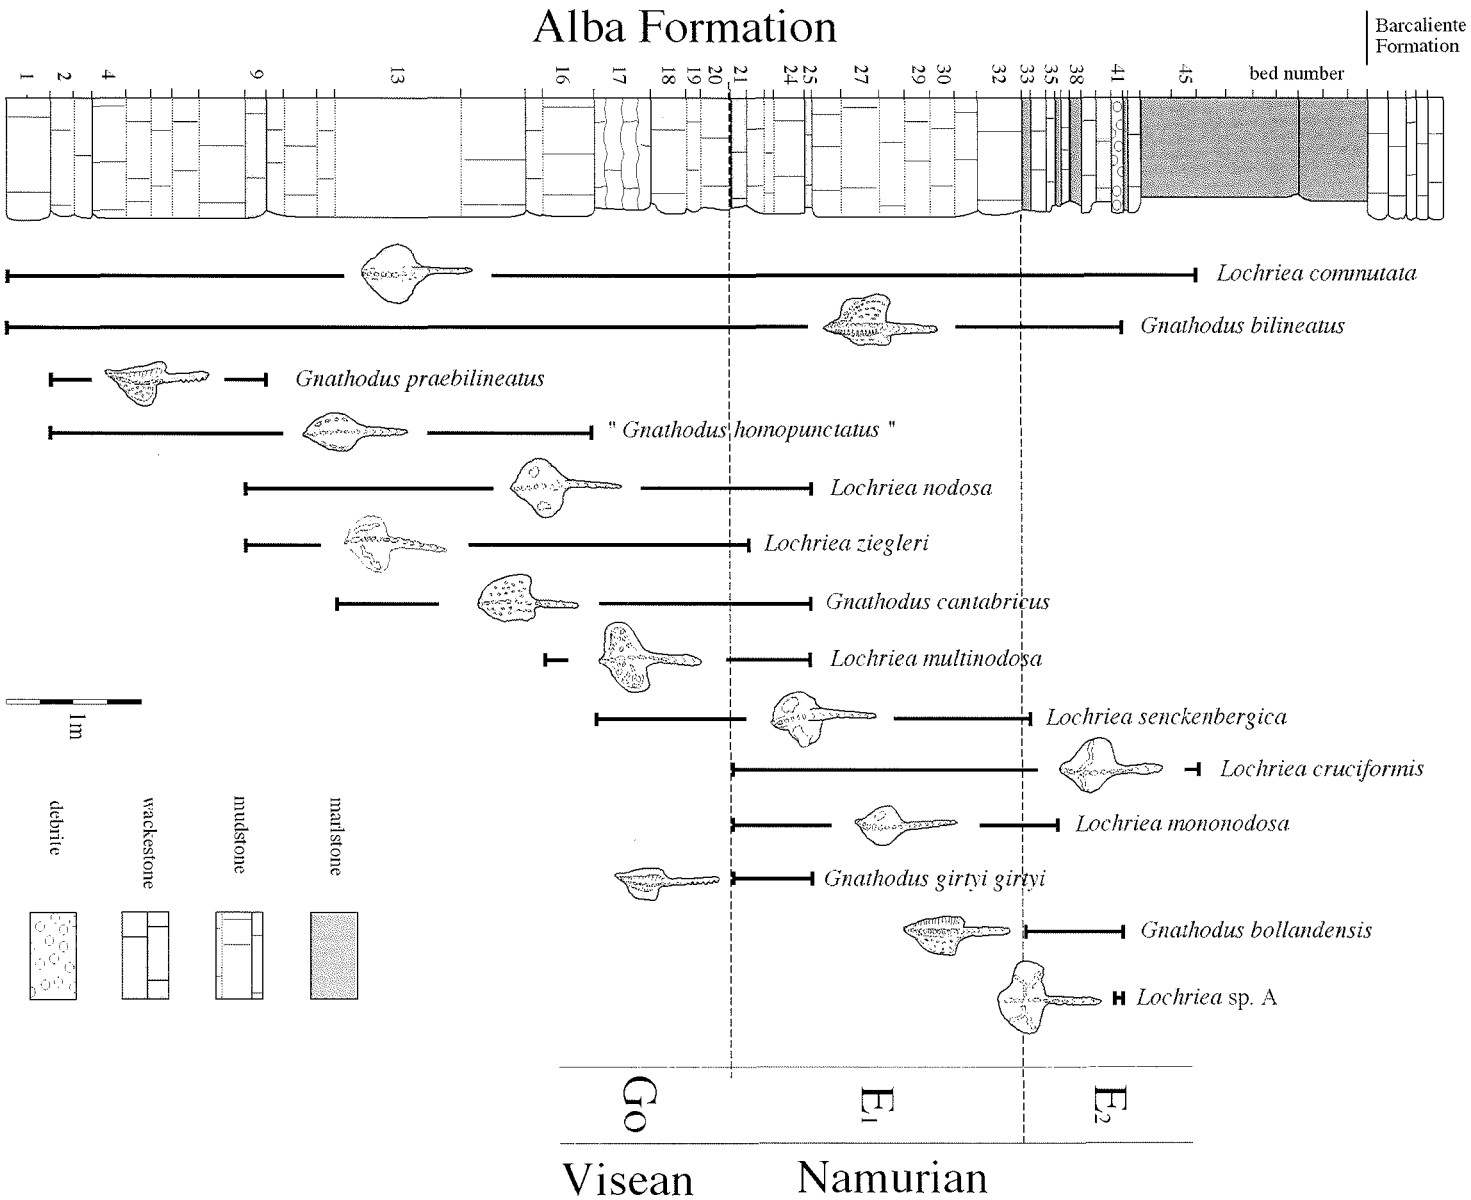 Alba Formation
Barcaliente
Formation
1 2 4 9 13 16 17 18 19 20 21 24 25 27 29 30 32 33 35 38 41 45 bed number
Lochriea commutata
Gnathodus bilineatus
Gnathodus praebilineatus
" Gnathodus homopunctatus "
Lochriea nodosa
Lochriea ziegleri
Gnathodus cantabricus
Lochriea multinodosa
Lochriea senckenbergica
Lochriea cruciformis
Lochriea mononodosa
Gnathodus girtyi girtyi
Gnathodus bollandensis
Lochriea sp. A
1m
debrite
wackestone
mudstone
marlstone
Go E1 E2
Visean Namurian